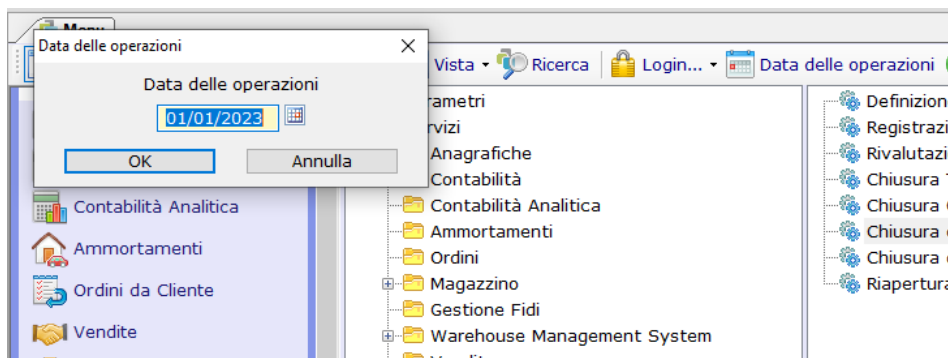 Menu
Data delle operazioni
Data delle operazioni
01/01/2023
OK Annulla
Vista Ricerca Login... Data delle operazioni
rametri
rvizi
Anagrafiche
Contabilità
Contabilità Analitica
Ammortamenti
Ordini
Magazzino
Gestione Fidi
Warehouse Management System
Contabilità Analitica
Ammortamenti
Ordini da Cliente
Vendite
Definizion
Registrazi
Rivalutazi
Chiusura
Chiusura
Chiusura
Chiusura
Riapertura